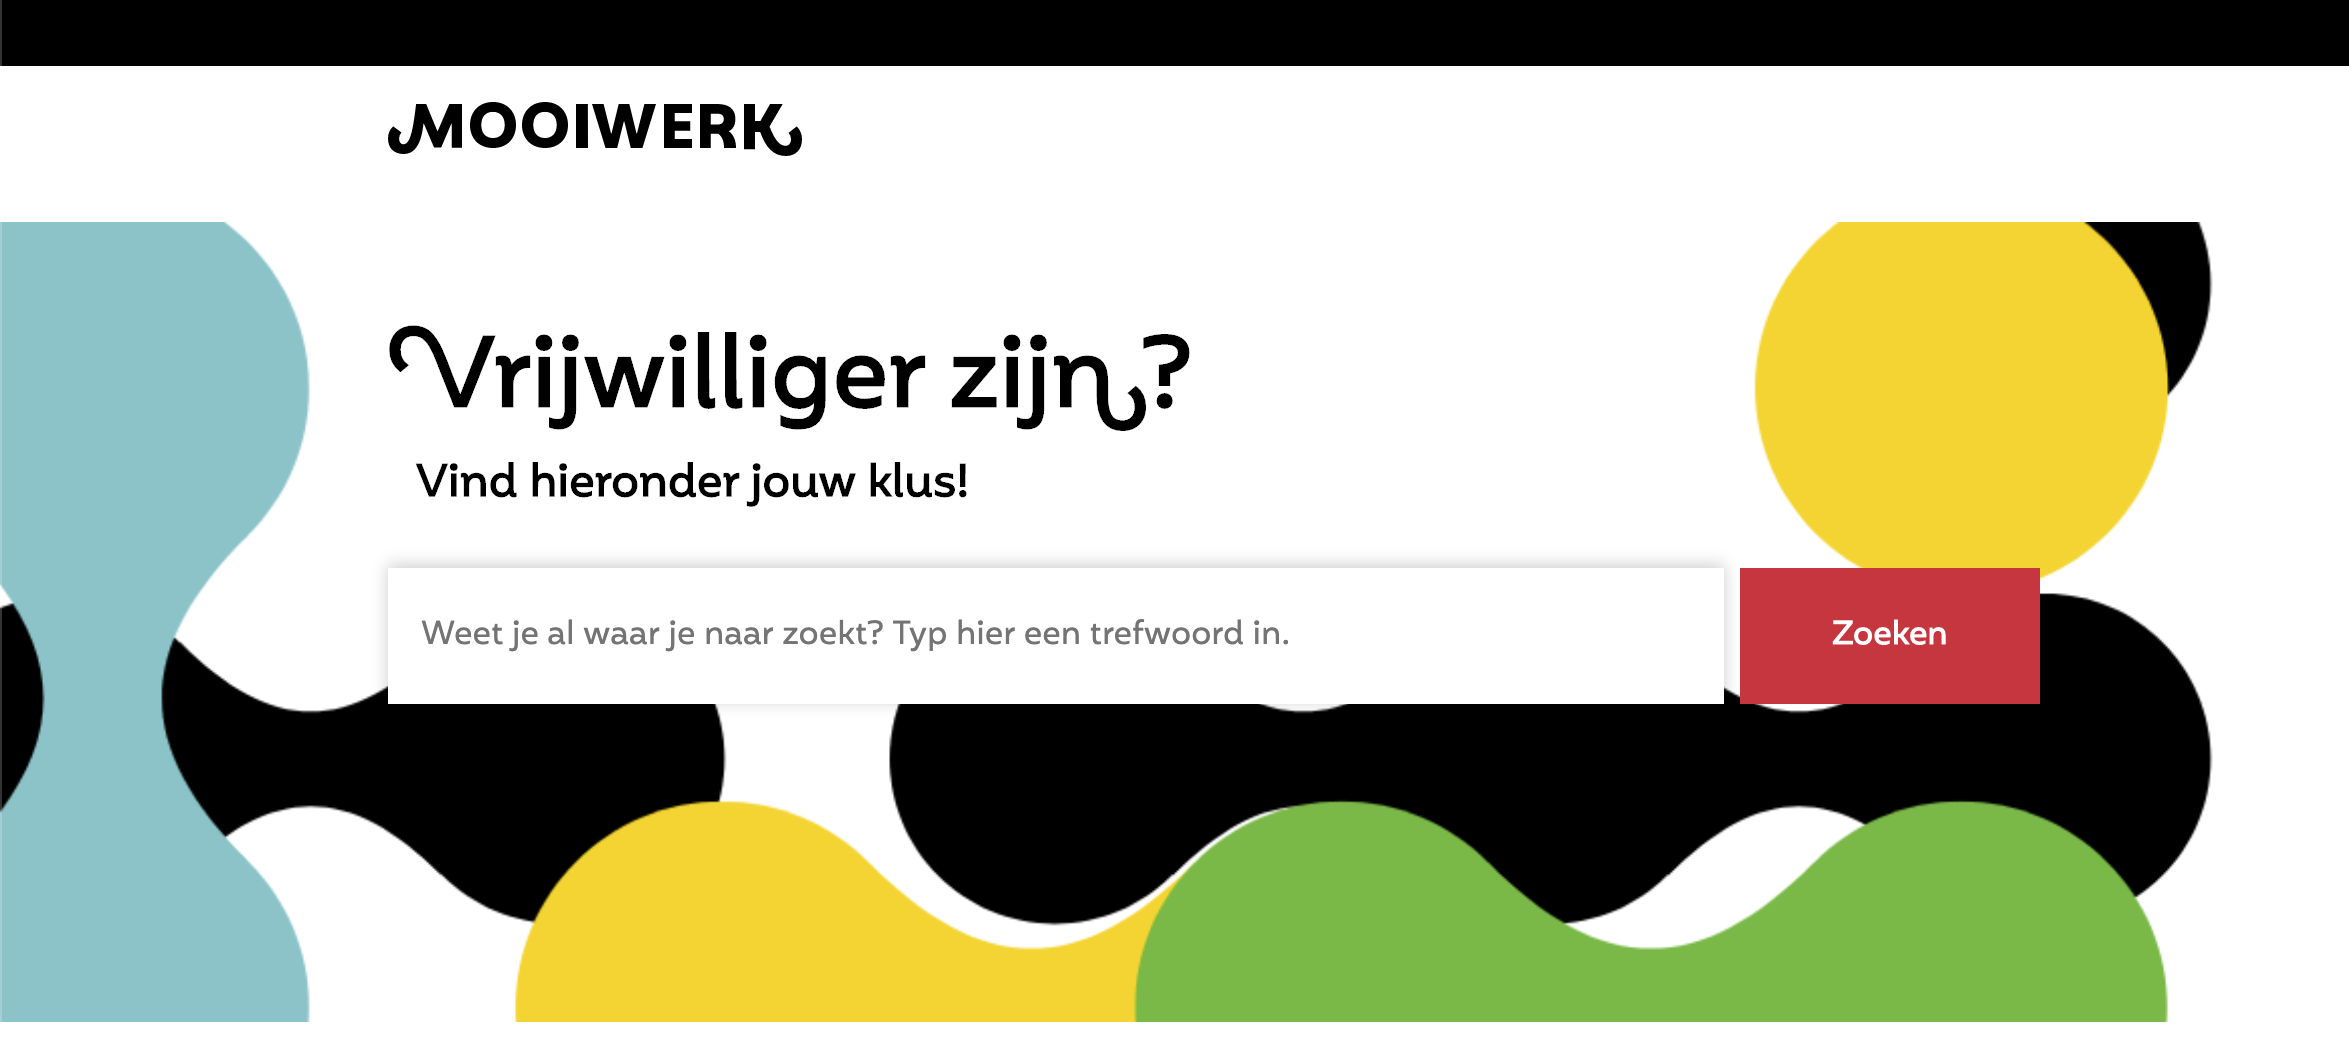 MOOIWERK
Vrijwilliger zijn?
Vind hieronder jouw klus!
Weet je al waar je naar zoekt? Typ hier een trefwoord in.
Zoeken